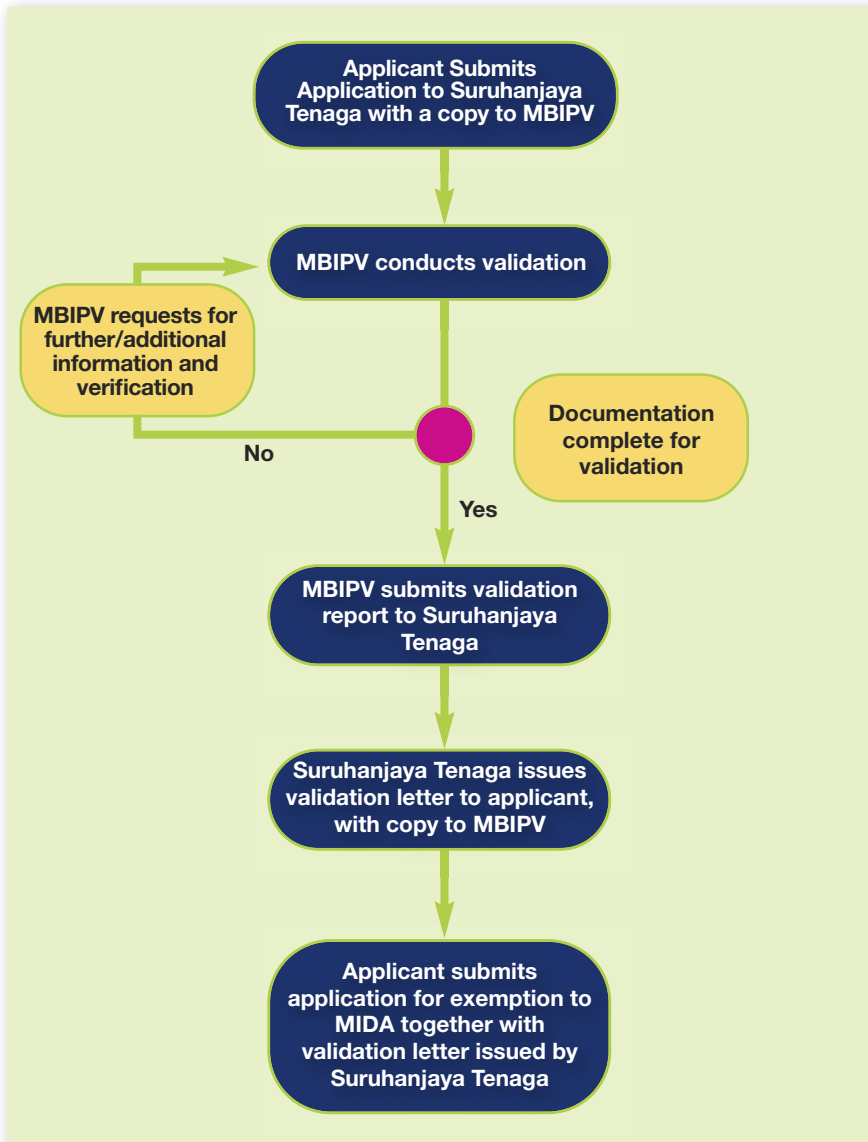 Applicant Submits
Application to Suruhanjaya
Tenaga with a copy to MBIPV
MBIPV conducts validation
MBIPV requests for
further/additional
information and
verification
No
Documentation
complete for
validation
Yes
MBIPV submits validation
report to Suruhanjaya
Tenaga
Suruhanjaya Tenaga issues
validation letter to applicant,
with copy to MBIPV
Applicant submits
application for exemption to
MIDA together with
validation letter issued by
Suruhanjaya Tenaga